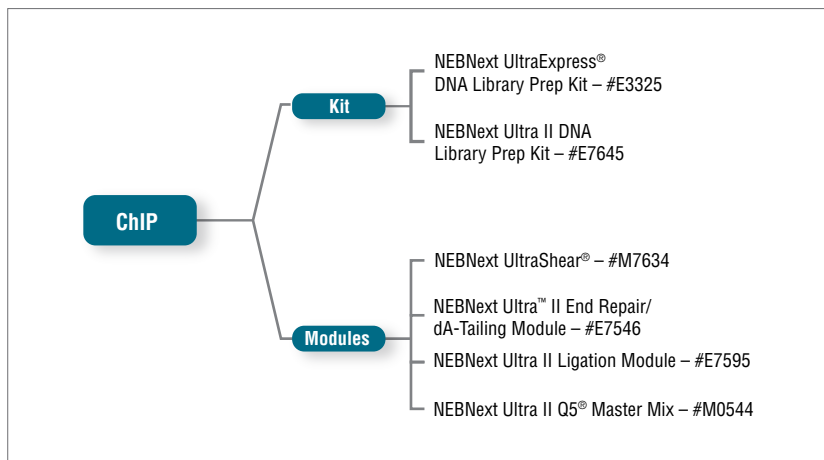 ChIP
Kit
NEBNext UltraExpress®
DNA Library Prep Kit – #E3325
NEBNext Ultra II DNA
Library Prep Kit – #E7645
Modules
NEBNext UltraShear® – #M7634
NEBNext Ultra™ II End Repair/
dA-Tailing Module – #E7546
NEBNext Ultra II Ligation Module – #E7595
NEBNext Ultra II Q5® Master Mix – #M0544